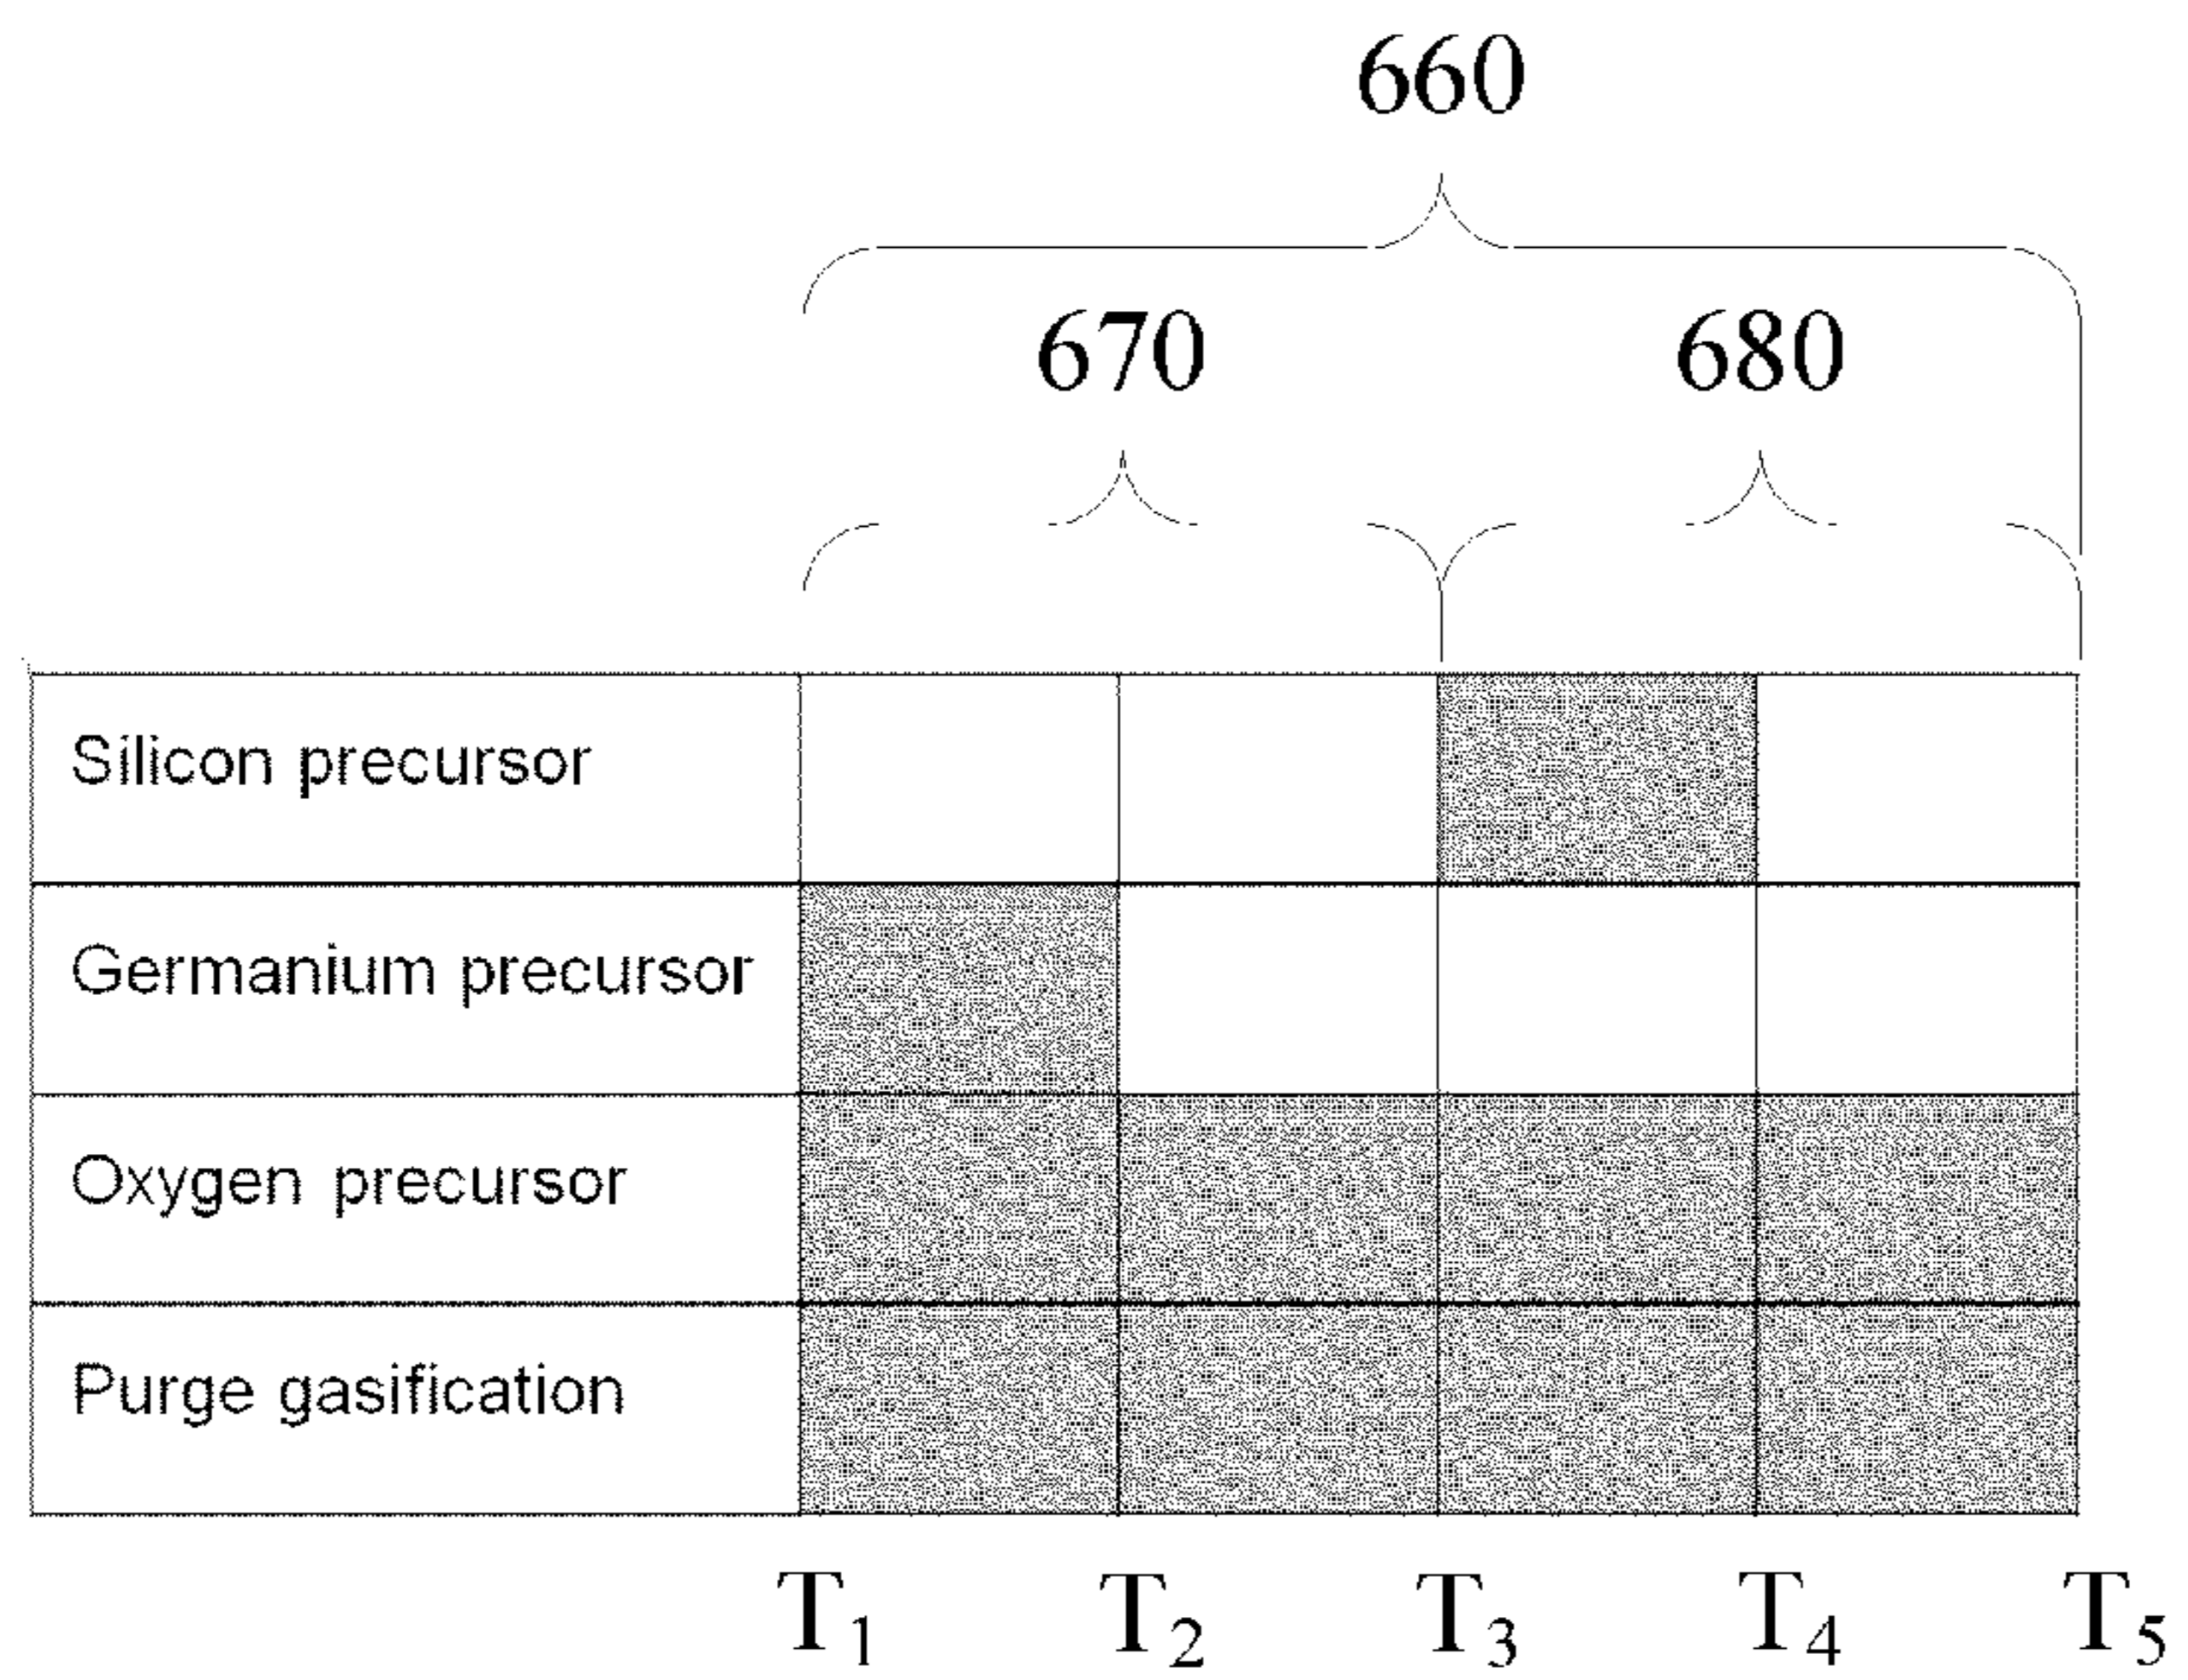 660
670 680
Silicon precursor
Germanium precursor
Oxygen precursor
Purge gasification
T1 T2 T3 T4 T5